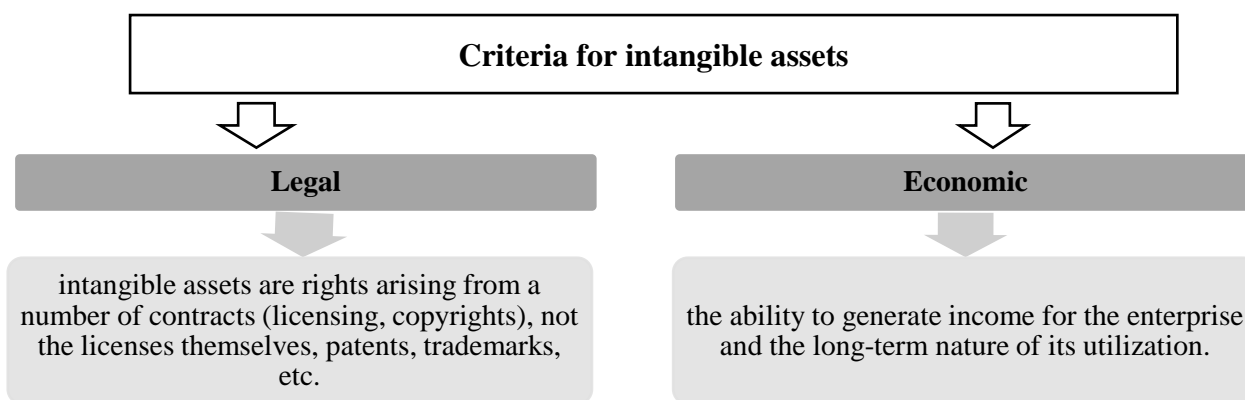 Criteria for intangible assets
Legal
intangible assets are rights arising from a
number of contracts (licensing, copyrights), not
the licenses themselves, patents, trademarks,
etc.
Economic
the ability to generate income for the enterprise
and the long-term nature of its utilization.